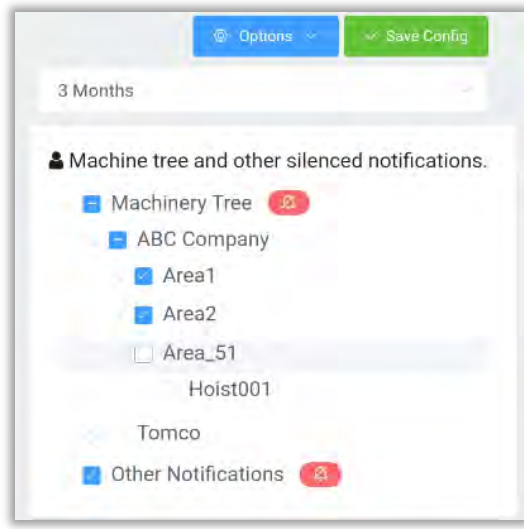 Options
Save Config
3 Months
Machine tree and other silenced notifications.
Machinery Tree
ABC Company
Area1
Area2
Area_51
Hoist001
Tomco
Other Notifications